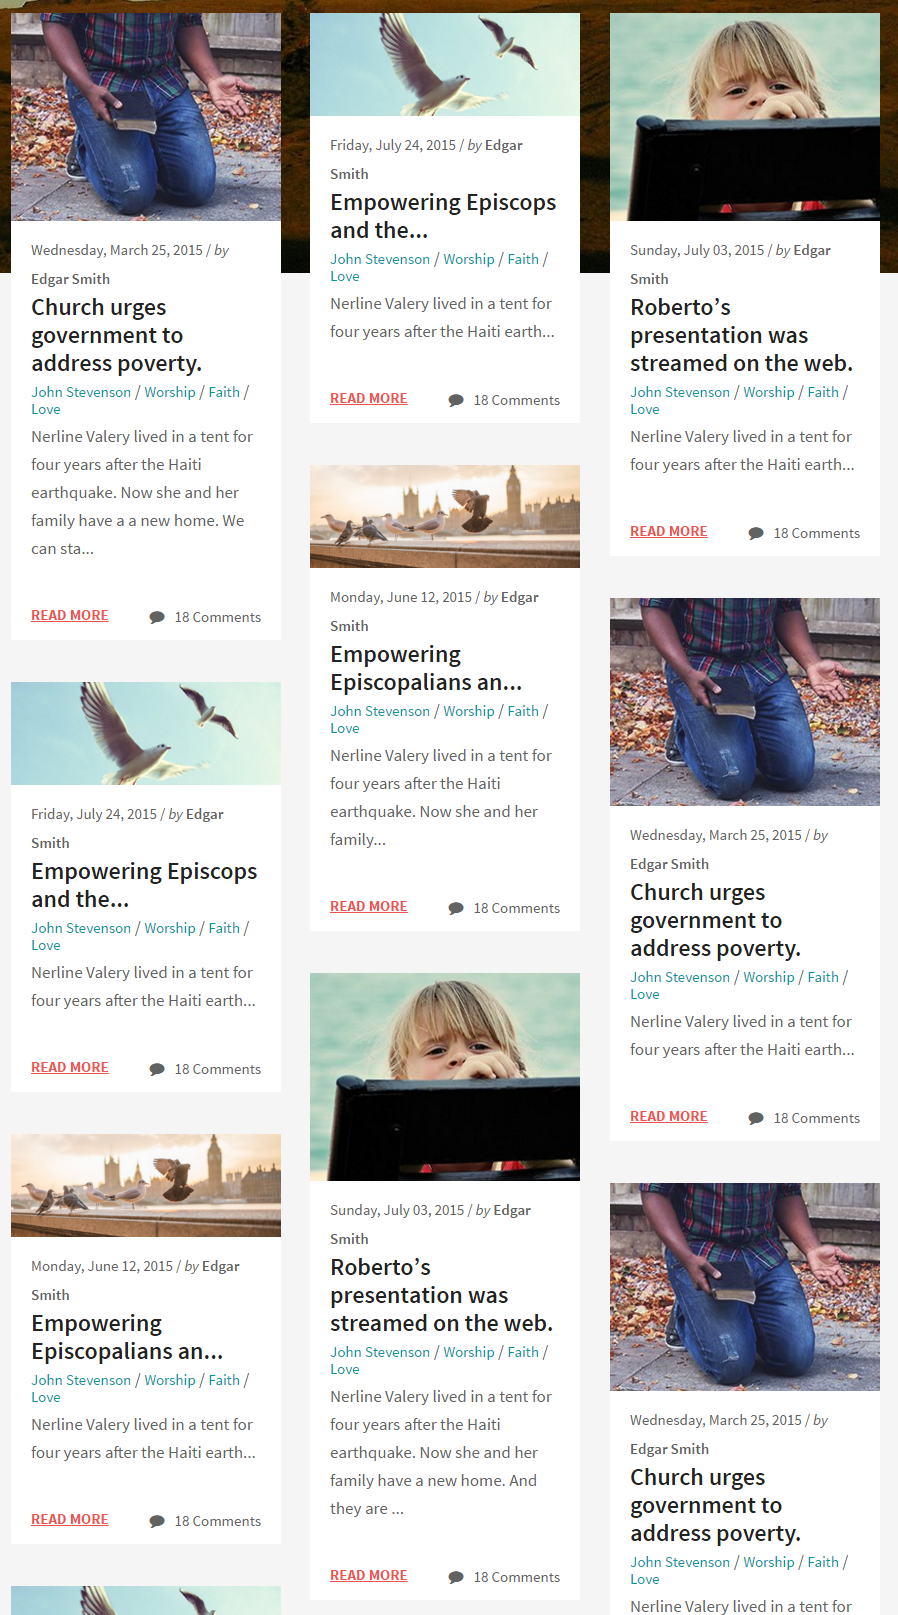 Wednesday, March 25, 2015 / by
Edgar Smith
Church urges
government to
address poverty.
John Stevenson / Worship / Faith /
Love
Nerline Valery lived in a tent for
four years after the Haiti
earthquake. Now she and her
family have a a new home. We
can sta...
READ MORE 18 Comments
Friday, July 24, 2015 / by Edgar
Smith
Empowering Episcops
and the...
John Stevenson / Worship / Faith /
Love
Nerline Valery lived in a tent for
four years after the Haiti earth...
READ MORE 18 Comments
Monday, June 12, 2015 / by Edgar
Smith
Empowering
Episcopalians an...
John Stevenson / Worship / Faith /
Love
Nerline Valery lived in a tent for
four years after the Haiti earth...
READ MORE 18 Comments
Friday, July 24, 2015 / by Edgar
Smith
Empowering Episcops
and the...
John Stevenson / Worship / Faith /
Love
Nerline Valery lived in a tent for
four years after the Haiti earth...
READ MORE 18 Comments
Monday, June 12, 2015 / by Edgar
Smith
Empowering
Episcopalians an...
John Stevenson / Worship / Faith /
Love
Nerline Valery lived in a tent for
four years after the Haiti
earthquake. Now she and her
family...
READ MORE 18 Comments
Sunday, July 03, 2015 / by Edgar
Smith
Roberto’s
presentation was
streamed on the web.
John Stevenson / Worship / Faith /
Love
Nerline Valery lived in a tent for
four years after the Haiti
earthquake. Now she and her
family have a new home. And
they are ...
READ MORE 18 Comments
Sunday, July 03, 2015 / by Edgar
Smith
Roberto’s
presentation was
streamed on the web.
John Stevenson / Worship / Faith /
Love
Nerline Valery lived in a tent for
four years after the Haiti earth...
READ MORE 18 Comments
Wednesday, March 25, 2015 / by
Edgar Smith
Church urges
government to
address poverty.
John Stevenson / Worship / Faith /
Love
Nerline Valery lived in a tent for
four years after the Haiti earth...
READ MORE 18 Comments
Wednesday, March 25, 2015 / by
Edgar Smith
Church urges
government to
address poverty.
John Stevenson / Worship / Faith /
Love
Nerline Valery lived in a tent for